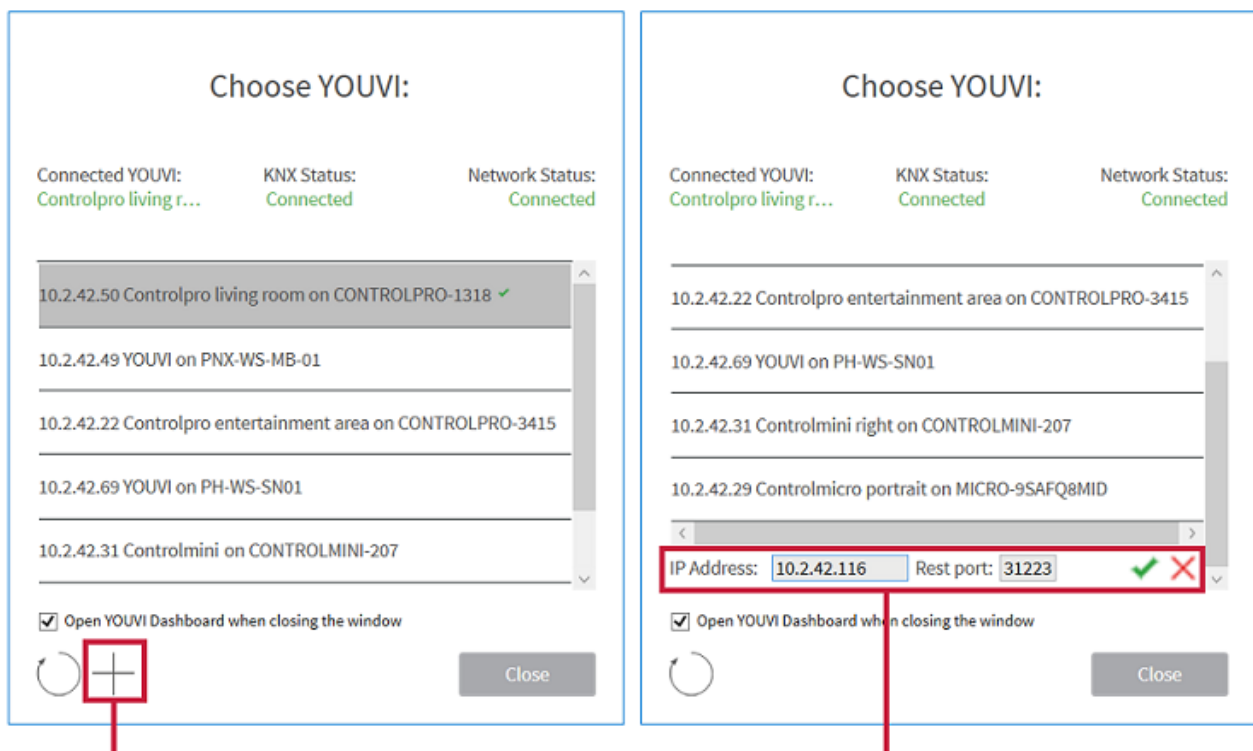 Choose YOUVI:
Connected YOUVI: KNX Status: Network Status:
Controlpro living r... Connected Connected
10.2.42.50 Controlpro living room on CONTROLPRO-1318
10.2.42.49 YOUVI on PNX-WS-MB-01
10.2.42.22 Controlpro entertainment area on CONTROLPRO-3415
10.2.42.69 YOUVI on PH-WS-SN01
10.2.42.31 Controlmini on CONTROLMINI-207
Open YOUVI Dashboard when closing the window
Close
Choose YOUVI:
Connected YOUVI: KNX Status: Network Status:
Controlpro living r... Connected Connected
10.2.42.22 Controlpro entertainment area on CONTROLPRO-3415
10.2.42.69 YOUVI on PH-WS-SN01
10.2.42.31 Controlmini right on CONTROLMINI-207
10.2.42.29 Controlmicro portrait on MICRO-9SAFQ8MID
IP Address: 10.2.42.116 Rest port: 31223
Open YOUVI Dashboard when closing the window
Close